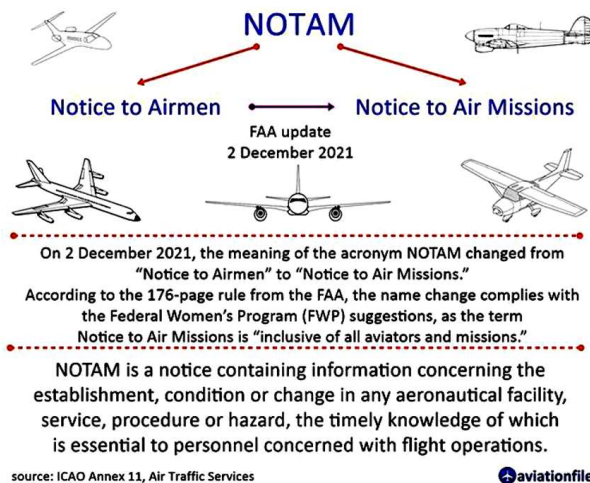 NOTAM
Notice to Airmen
Notice to Air Missions
FAA update
2 December 2021
On 2 December 2021, the meaning of the acronym NOTAM changed from
“Notice to Airmen” to “Notice to Air Missions.”
According to the 176-page rule from the FAA, the name change complies with
the Federal Women’s Program (FWP) suggestions, as the term
Notice to Air Missions is “inclusive of all aviators and missions.”
NOTAM is a notice containing information concerning the
establishment, condition or change in any aeronautical facility,
service, procedure or hazard, the timely knowledge of which
is essential to personnel concerned with flight operations.
source: ICAO Annex 11, Air Traffic Services
aviationfile